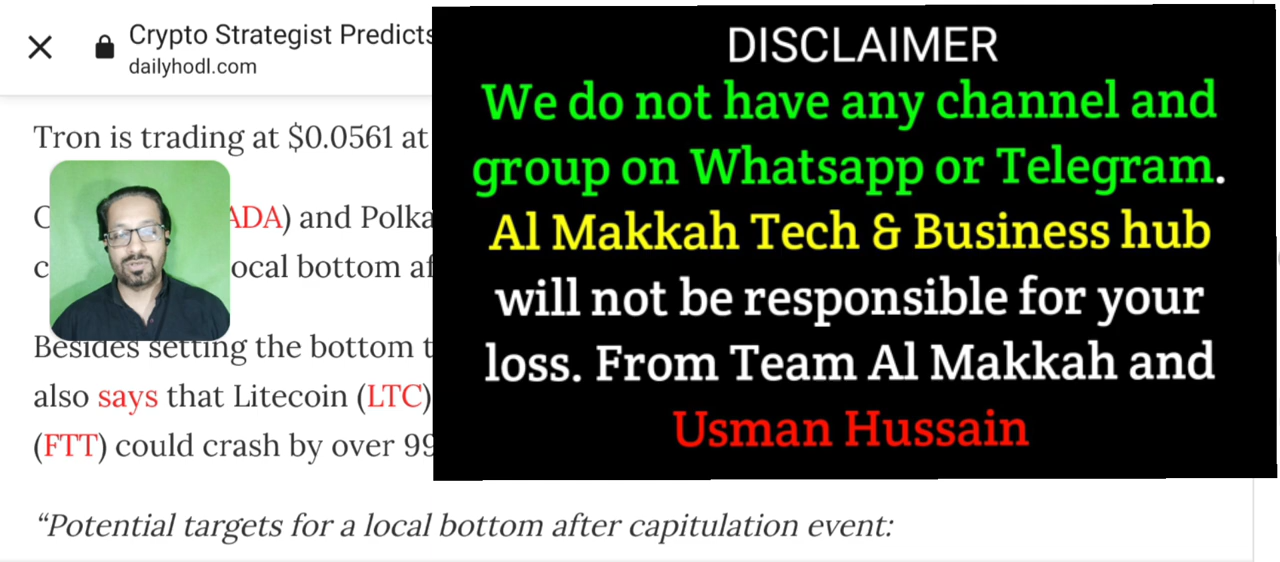 Crypto Strategist Predicts
dailyhodl.com
Tron is trading at $0.0561 at
ADA) and Polka
ocal bottom af
Besides setting the bottom t
also says that Litecoin (LTC)
(FTT) could crash by over 99
“Potential targets for a local bottom after capitulation event:
DISCLAIMER
We do not have any channel and
group on Whatsapp or Telegram.
Al Makkah Tech & Business hub
will not be responsible for your
loss. From Team Al Makkah and
Usman Hussain